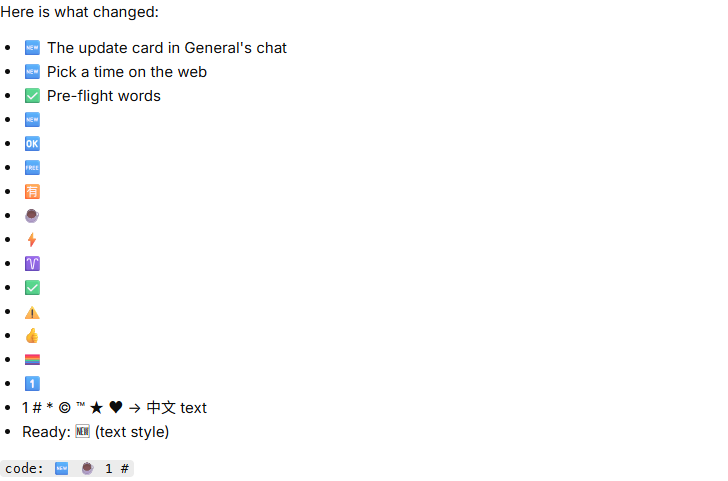 Here is what changed:
• 🆕 The update card in General's chat
• 🆕 Pick a time on the web
• ✅ Pre-flight words
• 🆕
• 🆗
• 🆓
• 🈶
• 🌑
• ⚡
• ♈
• ✅
• ⚠️
• 👍
• 🏳️‍🌈
• 1️⃣
• 1 # * © ™ ★ ♥ → 中文 text
• Ready: 🆕 (text style)
code: 🆕 🌑 1 #